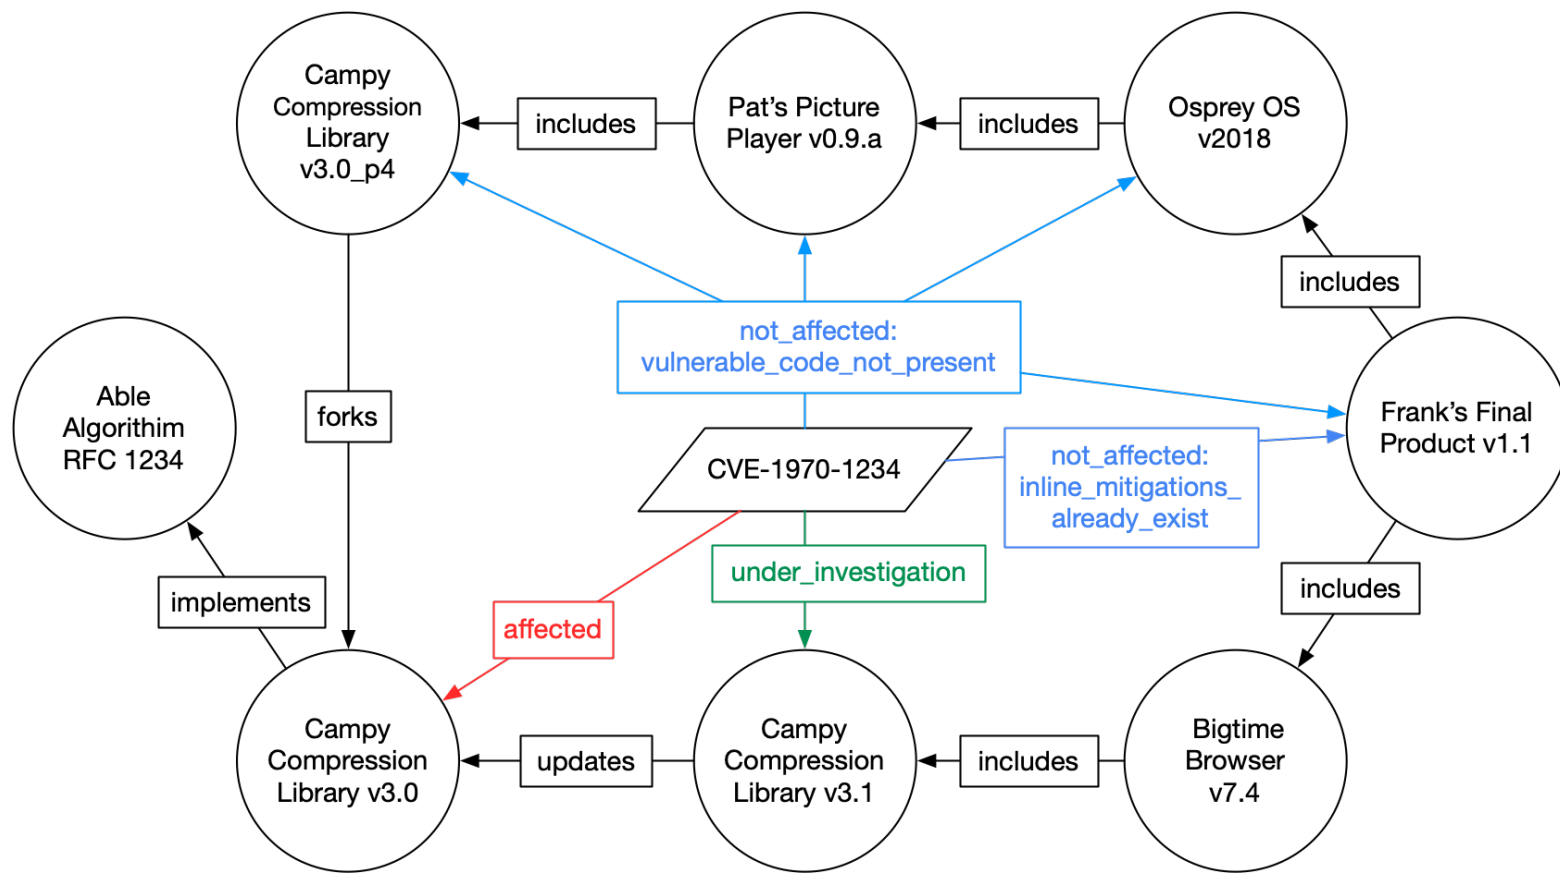 Campy
Compression
Library
v3.0_p4
includes
Pat's Picture
Player v0.9.a
includes
Osprey OS
v2018
includes
not_affected:
vulnerable_code_not_present
Able
Algorithim
RFC 1234
forks
Frank's Final
Product v1.1
CVE-1970-1234
not_affected:
inline_mitigations_
already_exist
under_investigation
includes
implements
affected
Campy
Compression
Library v3.0
updates
Campy
Compression
Library v3.1
includes
Bigtime
Browser
v7.4